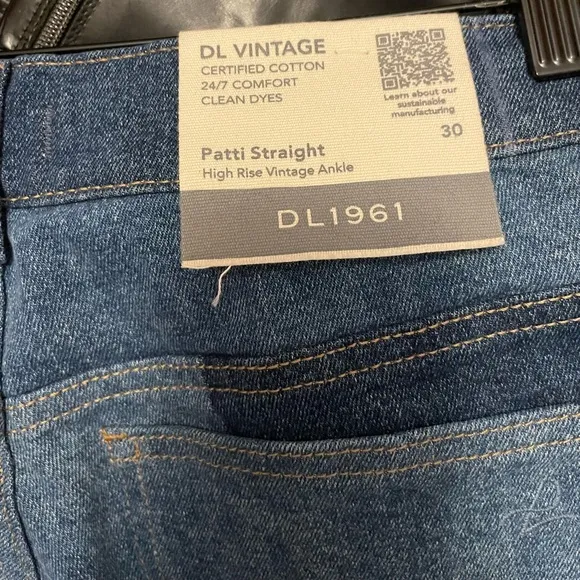 DL VINTAGE
CERTIFIED COTTON
24/7 COMFORT
CLEAN DYES
Learn about our
sustainable
manufacturing
30
Patti Straight
High Rise Vintage Ankle
DL1961